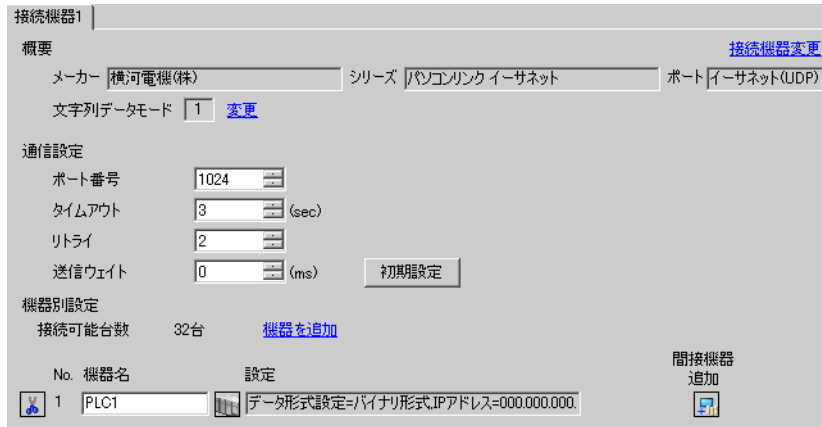 接続機器1
概要 接続機器変更
メーカー 横河電機(株) シリーズ パソコンリンク イーサネット ポート イーサネット(UDP)
文字列データモード 1 変更
通信設定
ポート番号 1024
タイムアウト 3 (sec)
リトライ 2
送信ウェイト 0 (ms) 初期設定
機器別設定
接続可能台数 32台 機器を追加
間接機器
No. 機器名 設定 追加
1 PLC1 データ形式設定=バイナリ形式,IPアドレス=000.000.000.